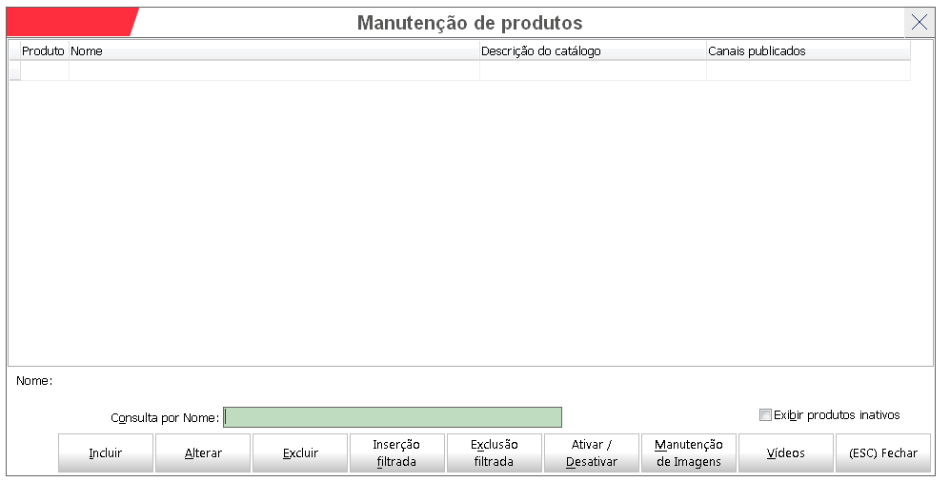 Manutenção de produtos
Produto Nome Descrição do catálogo Canais publicados
Nome:
Consulta por Nome: Exibir produtos inativos
Incluir Alterar Excluir Inserção filtrada Exclusão filtrada Ativar / Desativar Manutenção de Imagens Vídeos (ESC) Fechar